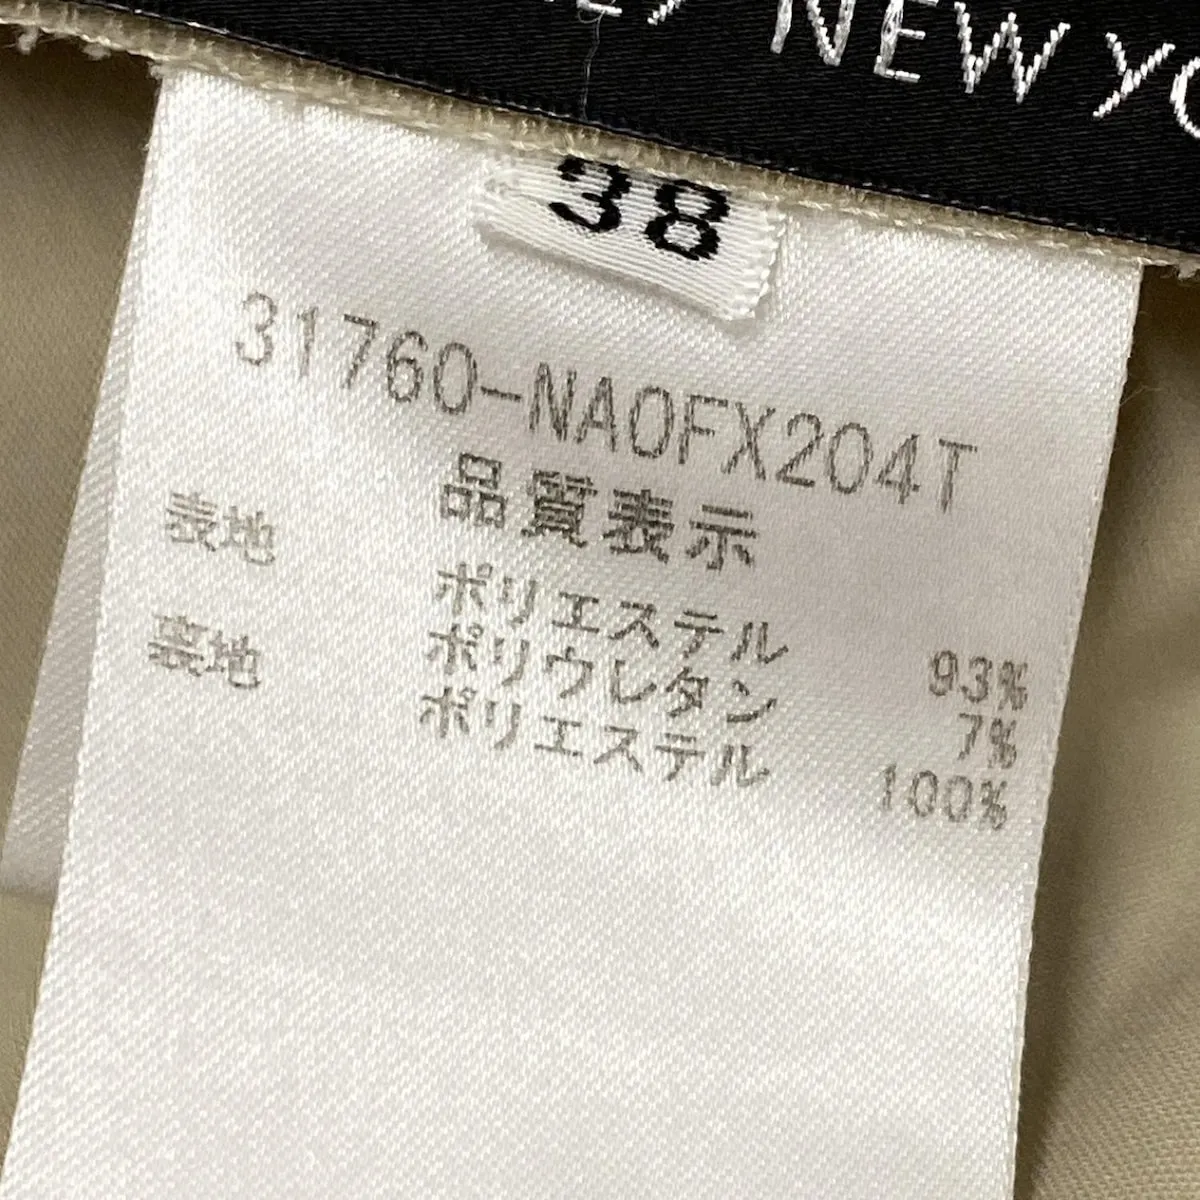 NEW YO
38
31760-NA0FX204T
品質表示
表地 ポリエステル 93%
ポリウレタン 7%
裏地 ポリエステル 100%